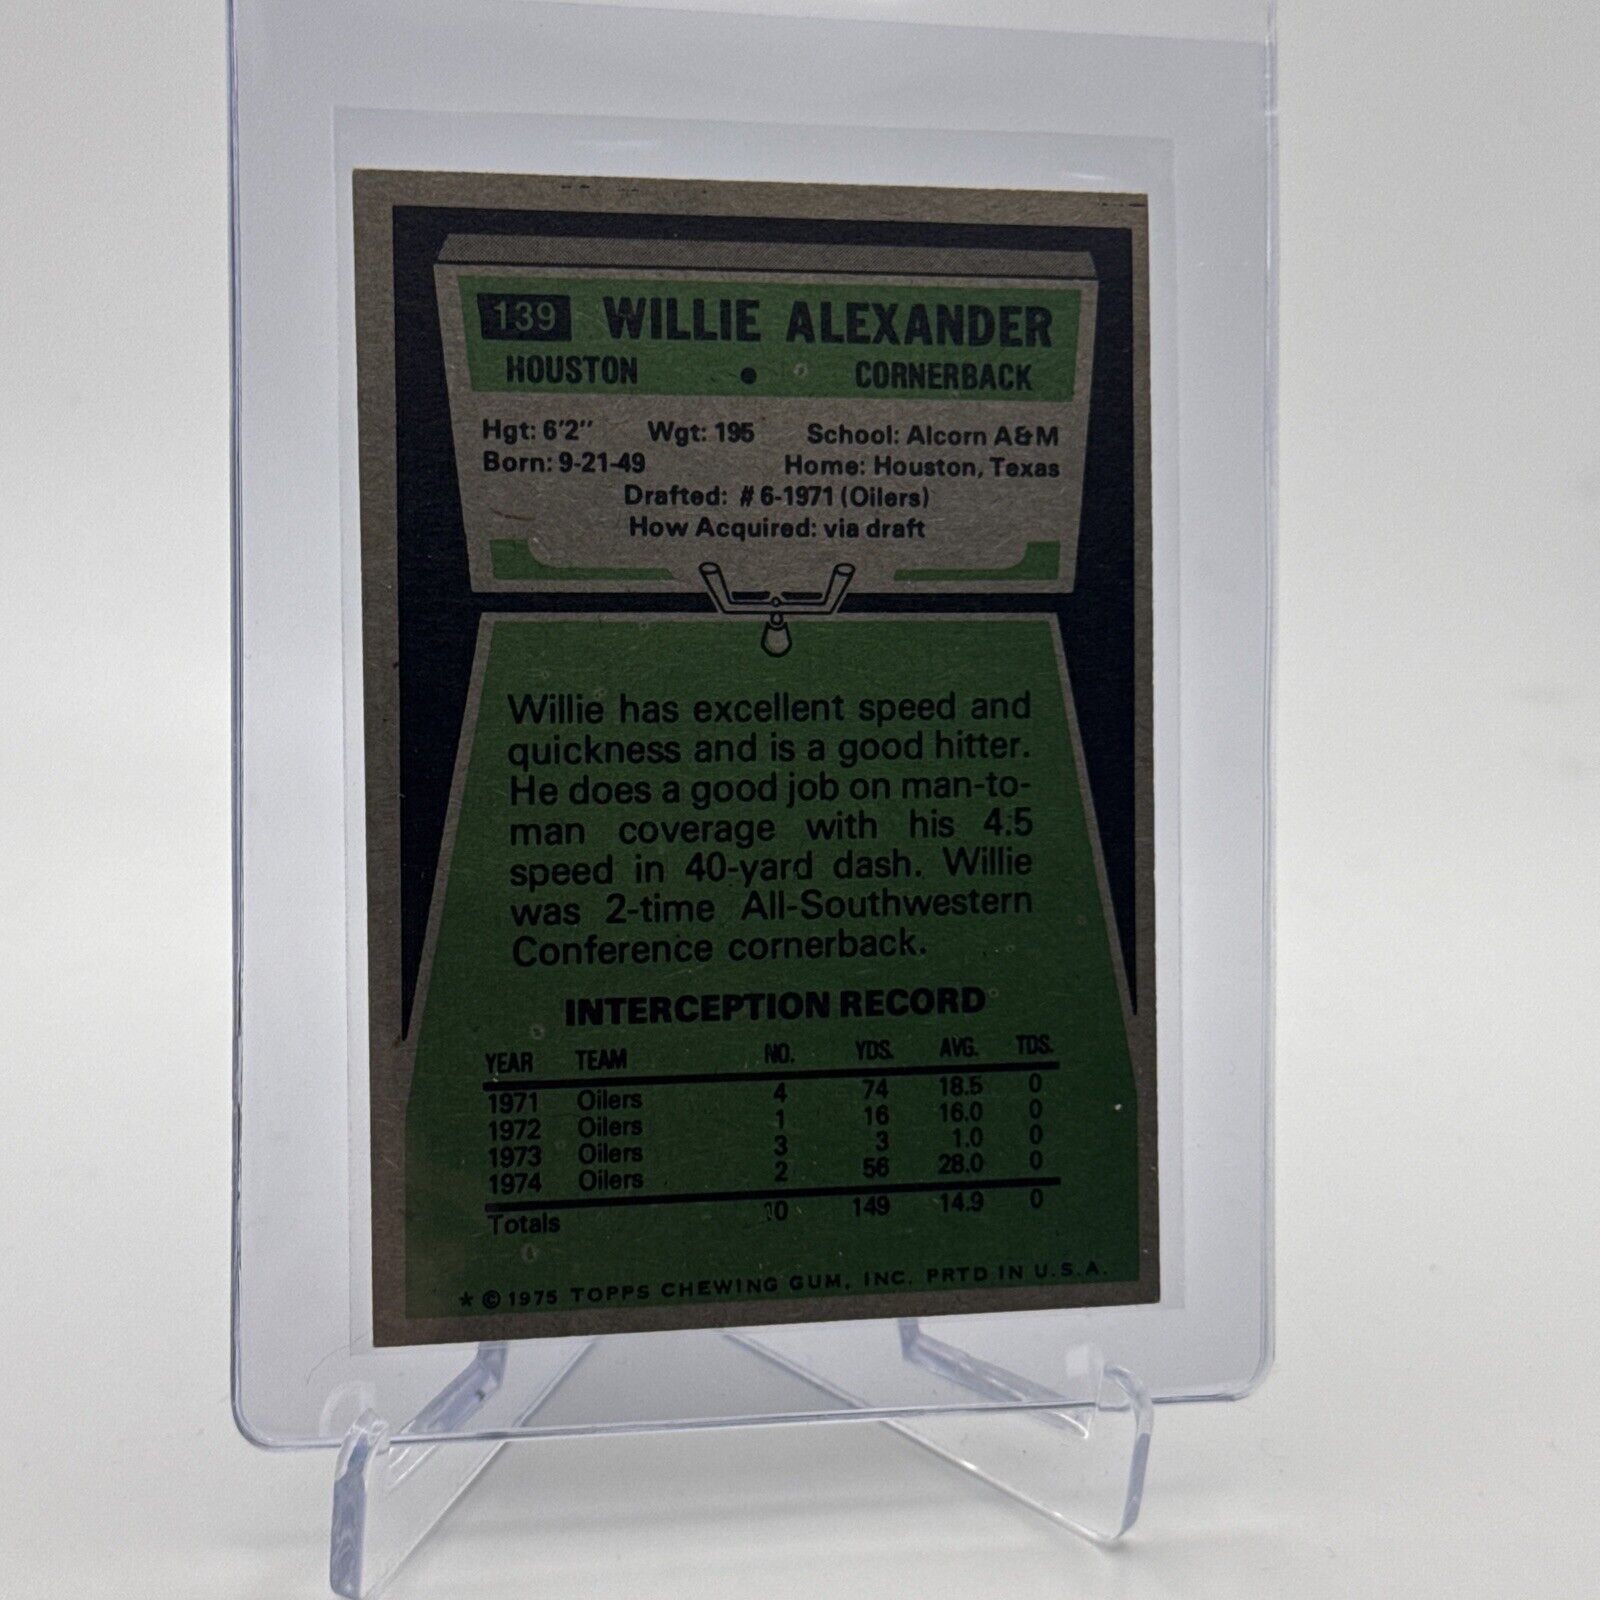 139 WILLIE ALEXANDER
HOUSTON • CORNERBACK
Hgt: 6'2" Wgt: 195 School: Alcorn A&M
Born: 9-21-49 Home: Houston, Texas
Drafted: #6-1971 (Oilers)
How Acquired: via draft
Willie has excellent speed and
quickness and is a good hitter.
He does a good job on man-to-
man coverage with his 4.5
speed in 40-yard dash. Willie
was 2-time All-Southwestern
Conference cornerback.
INTERCEPTION RECORD
YEAR TEAM NO. YDS. AVG. TDS.
1971 Oilers 4 74 18.5 0
1972 Oilers 1 16 16.0 0
1973 Oilers 3 3 1.0 0
1974 Oilers 2 56 28.0 0
Totals 10 149 14.9 0
★ © 1975 TOPPS CHEWING GUM, INC. PRTD IN U.S.A.